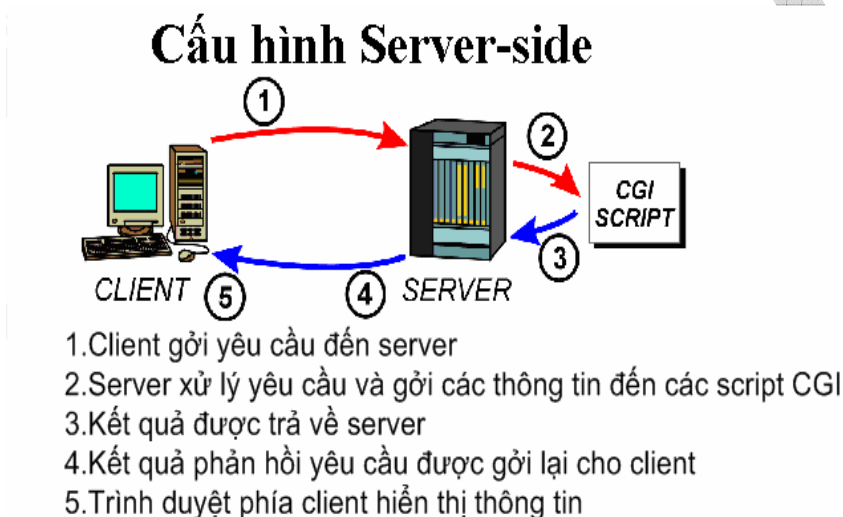 Cấu hình Server-side
1
2
CGI
SCRIPT
3
CLIENT
5
4
SERVER
1.Client gởi yêu cầu đến server
2.Server xử lý yêu cầu và gởi các thông tin đến các script CGI
3.Kết quả được trả về server
4.Kết quả phản hồi yêu cầu được gởi lại cho client
5.Trình duyệt phía client hiển thị thông tin